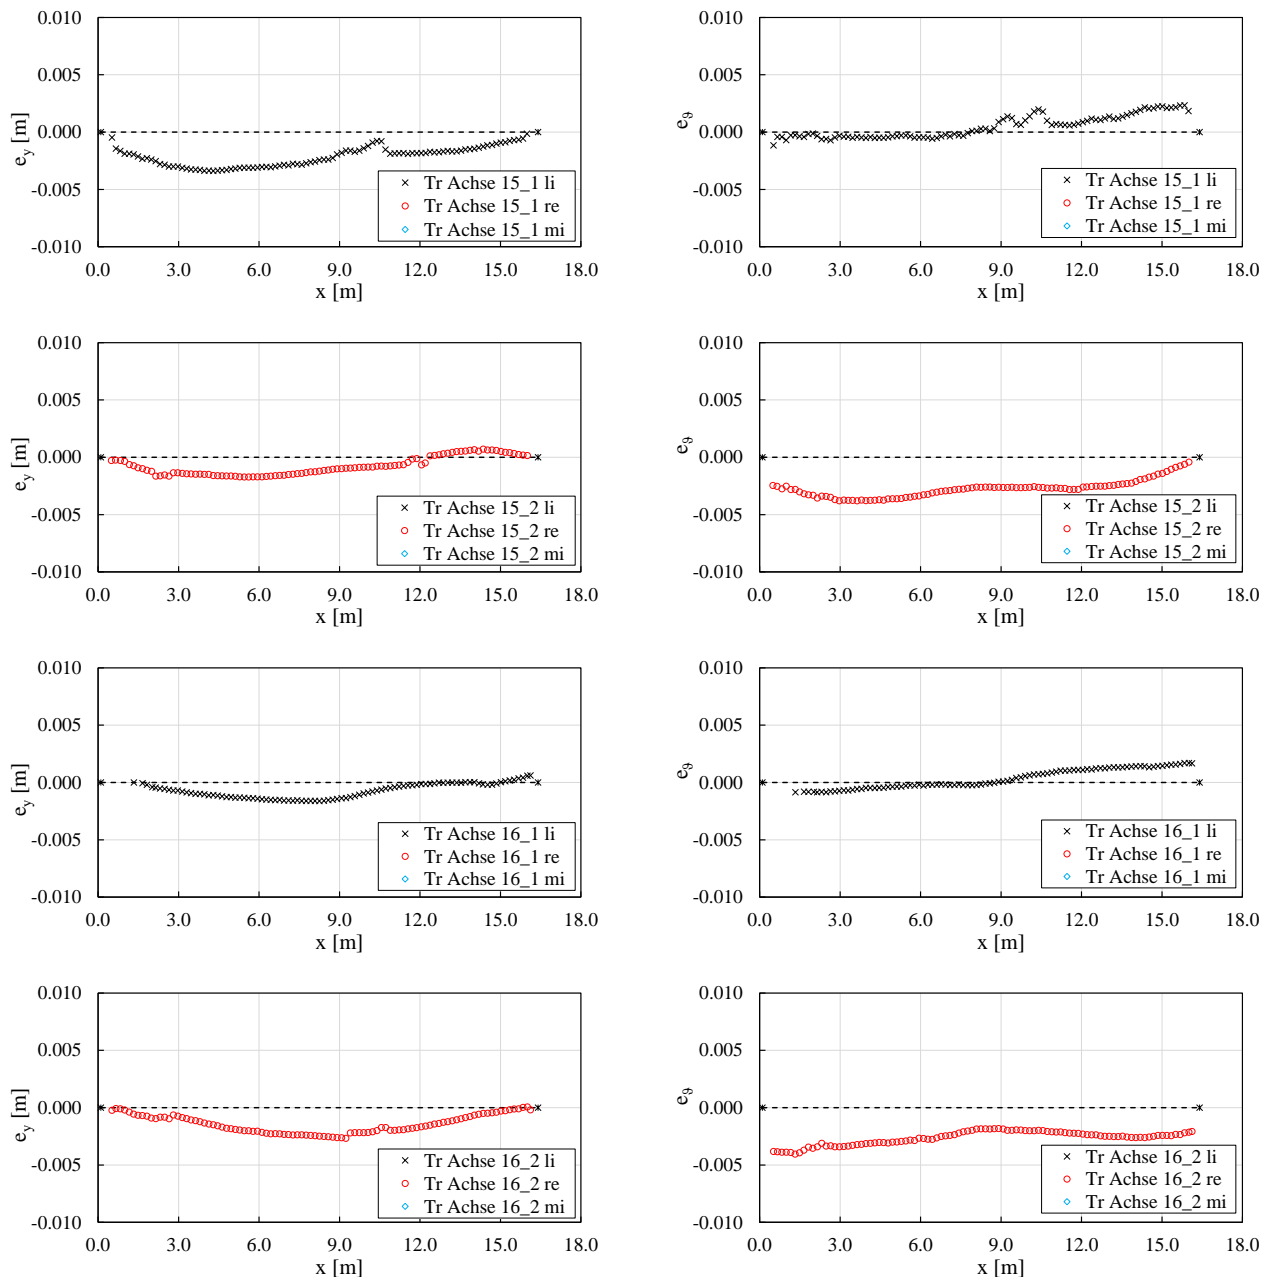 0.010
0.005
0.000
-0.005
-0.010
e_y [m]
Tr Achse 15_1 li
Tr Achse 15_1 re
Tr Achse 15_1 mi
0.0 3.0 6.0 9.0 12.0 15.0 18.0
x [m]
0.010
0.005
0.000
-0.005
-0.010
e_ϑ
Tr Achse 15_1 li
Tr Achse 15_1 re
Tr Achse 15_1 mi
0.0 3.0 6.0 9.0 12.0 15.0 18.0
x [m]
0.010
0.005
0.000
-0.005
-0.010
e_y [m]
Tr Achse 15_2 li
Tr Achse 15_2 re
Tr Achse 15_2 mi
0.0 3.0 6.0 9.0 12.0 15.0 18.0
x [m]
0.010
0.005
0.000
-0.005
-0.010
e_ϑ
Tr Achse 15_2 li
Tr Achse 15_2 re
Tr Achse 15_2 mi
0.0 3.0 6.0 9.0 12.0 15.0 18.0
x [m]
0.010
0.005
0.000
-0.005
-0.010
e_y [m]
Tr Achse 16_1 li
Tr Achse 16_1 re
Tr Achse 16_1 mi
0.0 3.0 6.0 9.0 12.0 15.0 18.0
x [m]
0.010
0.005
0.000
-0.005
-0.010
e_ϑ
Tr Achse 16_1 li
Tr Achse 16_1 re
Tr Achse 16_1 mi
0.0 3.0 6.0 9.0 12.0 15.0 18.0
x [m]
0.010
0.005
0.000
-0.005
-0.010
e_y [m]
Tr Achse 16_2 li
Tr Achse 16_2 re
Tr Achse 16_2 mi
0.0 3.0 6.0 9.0 12.0 15.0 18.0
x [m]
0.010
0.005
0.000
-0.005
-0.010
e_ϑ
Tr Achse 16_2 li
Tr Achse 16_2 re
Tr Achse 16_2 mi
0.0 3.0 6.0 9.0 12.0 15.0 18.0
x [m]